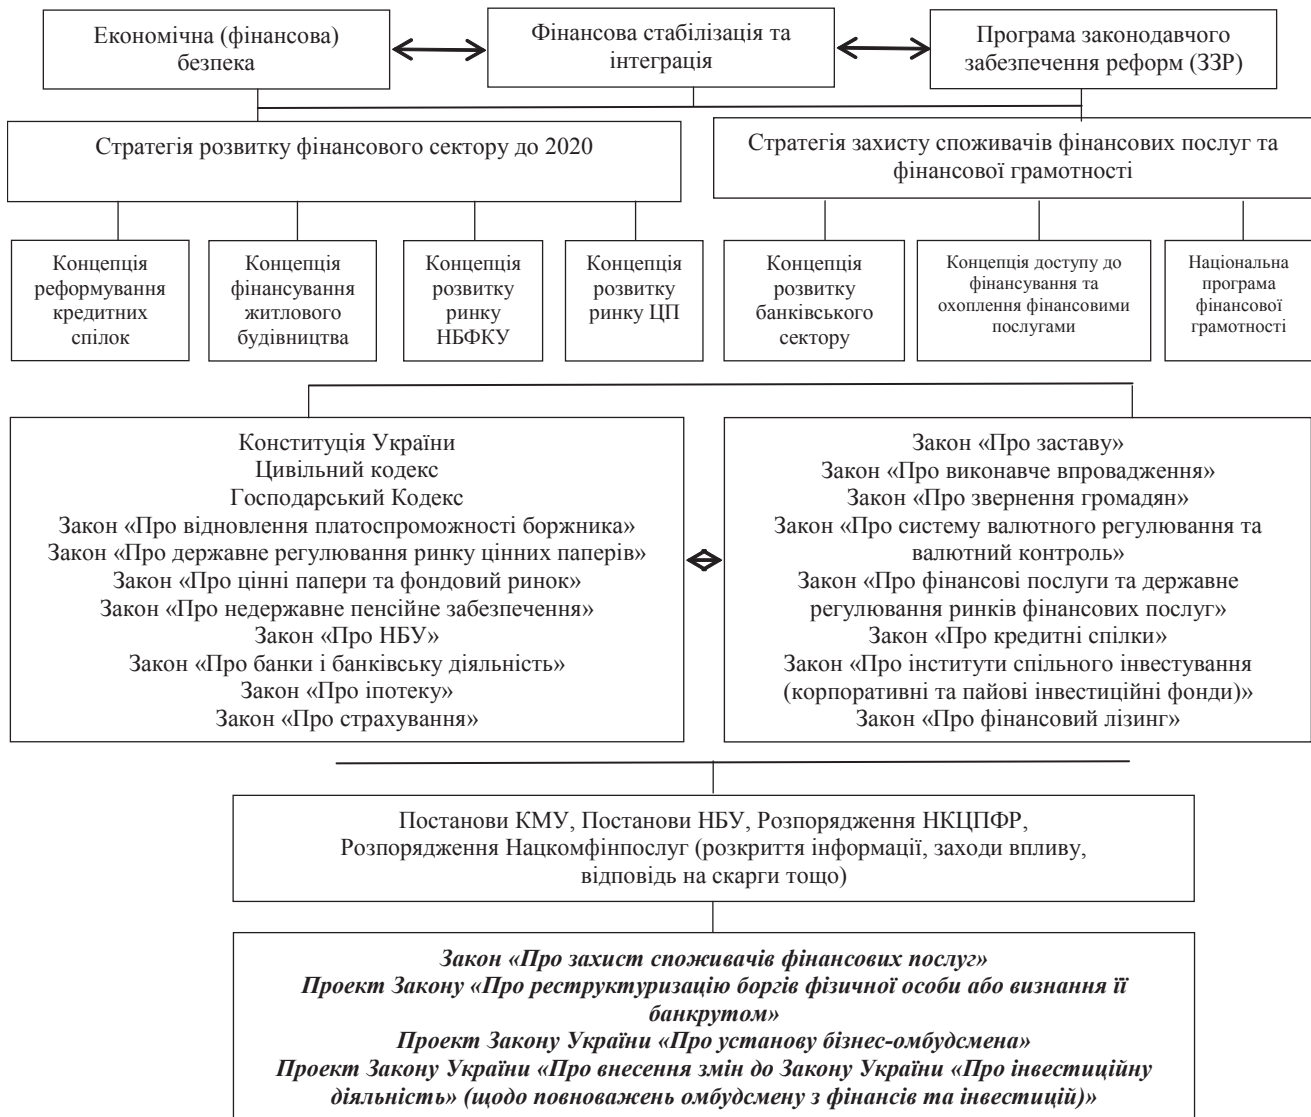 Економічна (фінансова)
безпека
Фінансова стабілізація та
інтеграція
Програма законодавчого
забезпечення реформ (ЗЗР)
Стратегія розвитку фінансового сектору до 2020
Стратегія захисту споживачів фінансових послуг та
фінансової грамотності
Концепція
реформування
кредитних
спілок
Концепція
фінансування
житлового
будівництва
Концепція
розвитку
ринку
НБФКУ
Концепція
розвитку
ринку ЦП
Концепція
розвитку
банківського
сектору
Концепція доступу до
фінансування та
охоплення фінансовими
послугами
Національна
програма
фінансової
грамотності
Конституція України
Цивільний кодекс
Господарський Кодекс
Закон «Про відновлення платоспроможності боржника»
Закон «Про державне регулювання ринку цінних паперів»
Закон «Про цінні папери та фондовий ринок»
Закон «Про недержавне пенсійне забезпечення»
Закон «Про НБУ»
Закон «Про банки і банківську діяльність»
Закон «Про іпотеку»
Закон «Про страхування»
Закон «Про заставу»
Закон «Про виконавче впровадження»
Закон «Про звернення громадян»
Закон «Про систему валютного регулювання та
валютний контроль»
Закон «Про фінансові послуги та державне
регулювання ринків фінансових послуг»
Закон «Про кредитні спілки»
Закон «Про інститути спільного інвестування
(корпоративні та пайові інвестиційні фонди)»
Закон «Про фінансовий лізинг»
Постанови КМУ, Постанови НБУ, Розпорядження НКЦПФР,
Розпорядження Нацкомфінпослуг (розкриття інформації, заходи впливу,
відповідь на скарги тощо)
Закон «Про захист споживачів фінансових послуг»
Проект Закону «Про реструктуризацію боргів фізичної особи або визнання її
банкрутом»
Проект Закону України «Про установу бізнес-омбудсмена»
Проект Закону України «Про внесення змін до Закону України «Про інвестиційну
діяльність» (щодо повноважень омбудсмену з фінансів та інвестицій)»